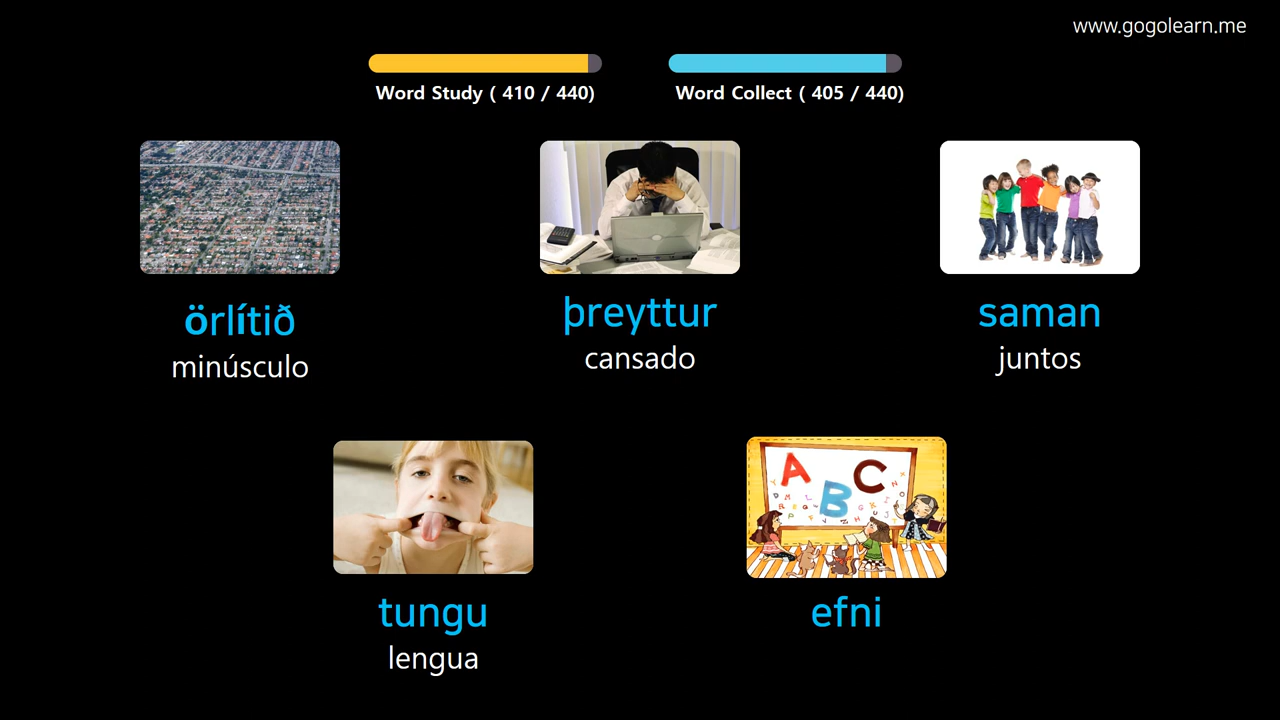 www.gogolearn.me
Word Study ( 410 / 440)
Word Collect ( 405 / 440)
örlítið
minúsculo
þreyttur
cansado
saman
juntos
A B C
tungu
lengua
efni